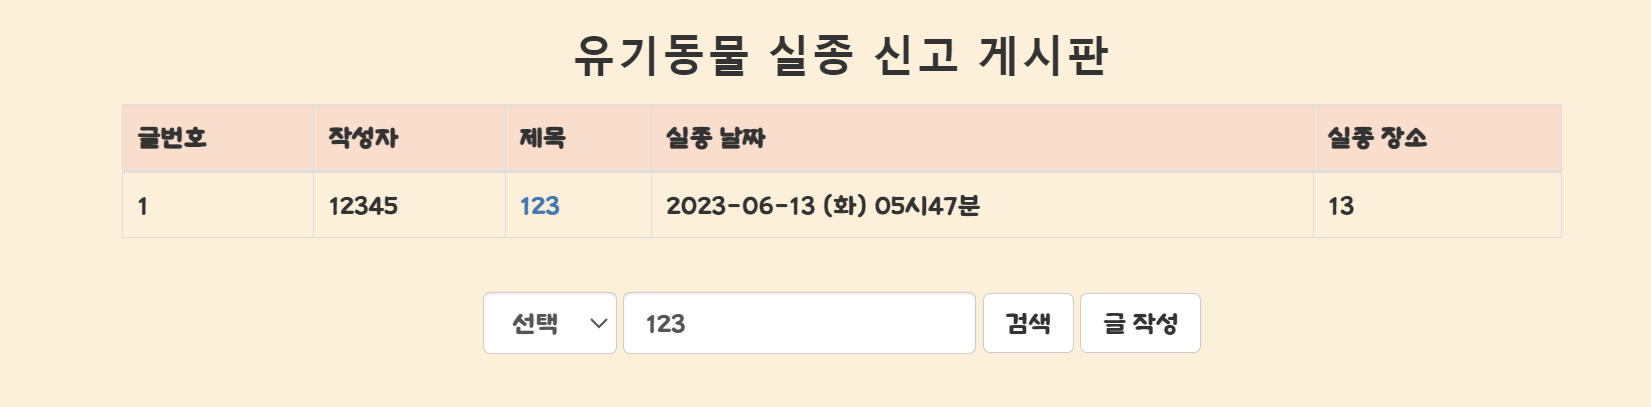 유기동물 실종 신고 게시판
글번호 작성자 제목 실종 날짜 실종 장소
1 12345 123 2023-06-13 (화) 05시47분 13
선택 123 검색 글 작성